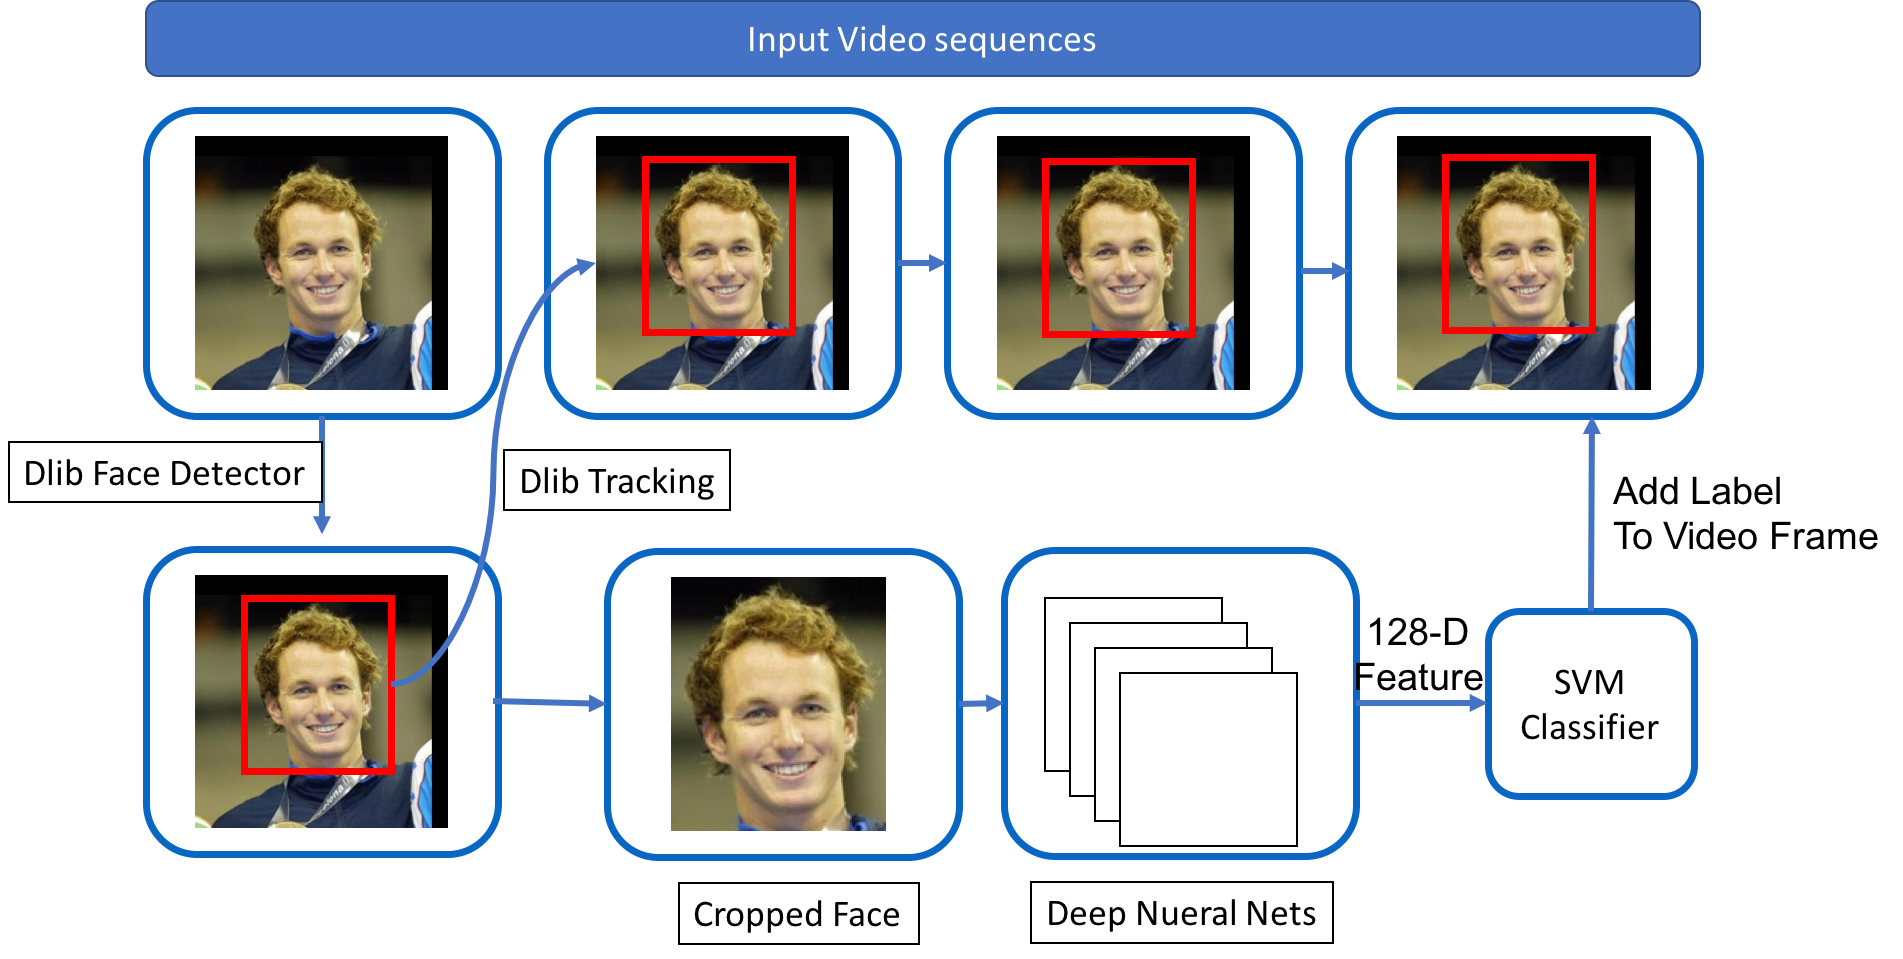 Input Video sequences
Dlib Face Detector
Dlib Tracking
Add Label
To Video Frame
128-D
Feature
SVM
Classifier
Cropped Face
Deep Nueral Nets